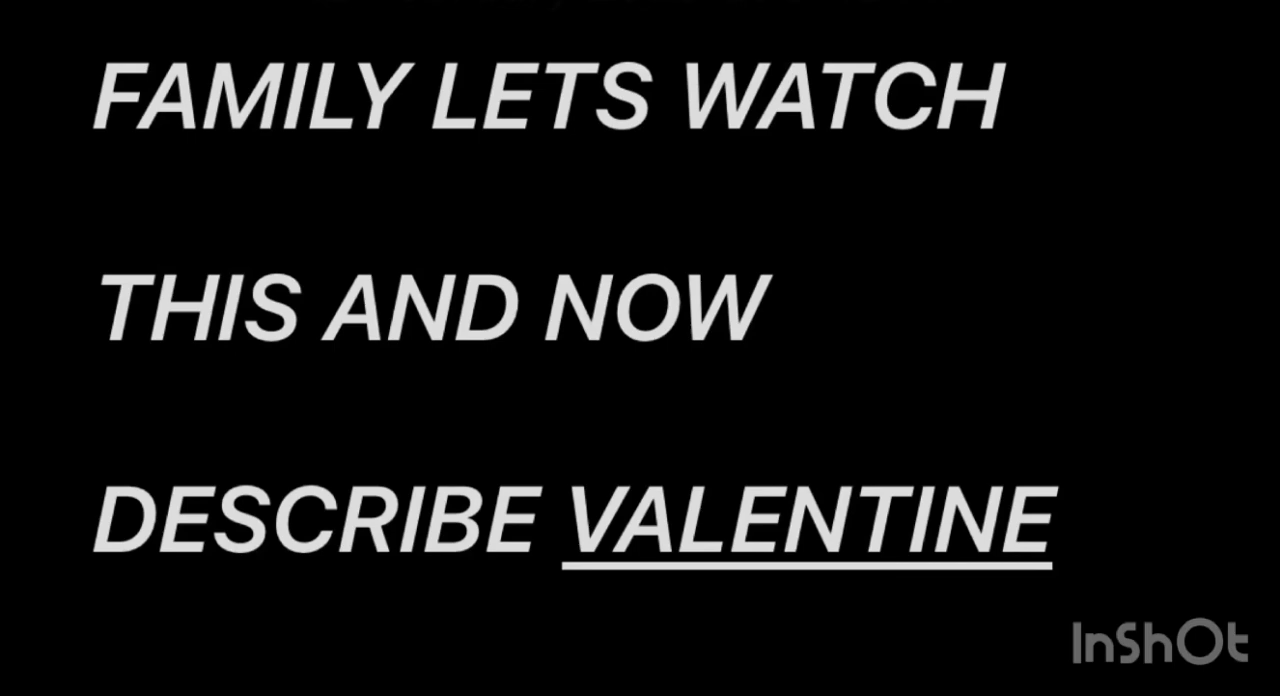 FAMILY LETS WATCH
THIS AND NOW
DESCRIBE VALENTINE
InShOt